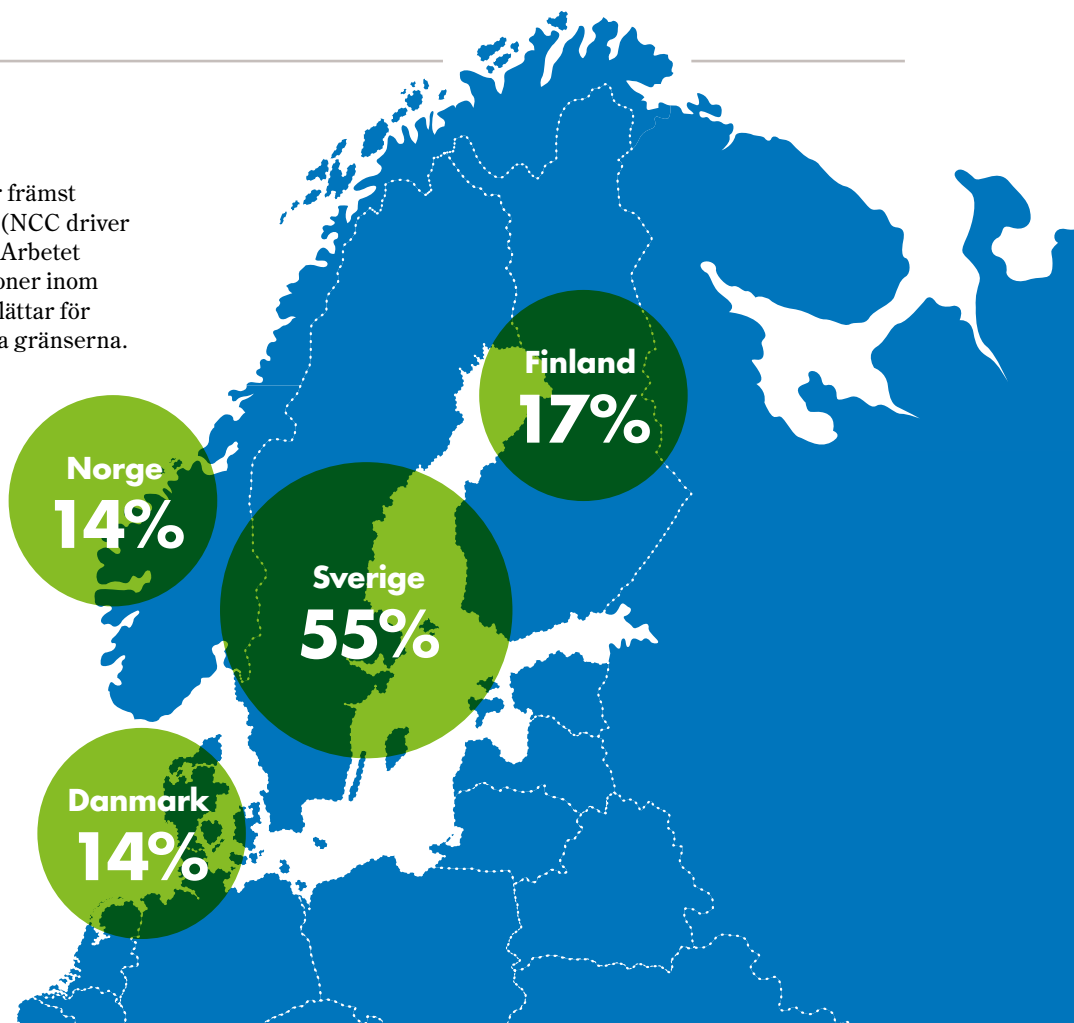 r främst
(NCC driver
Arbetet
oner inom
lättar för
a gränserna.
Finland
17%
Norge
14%
Sverige
55%
Danmark
14%